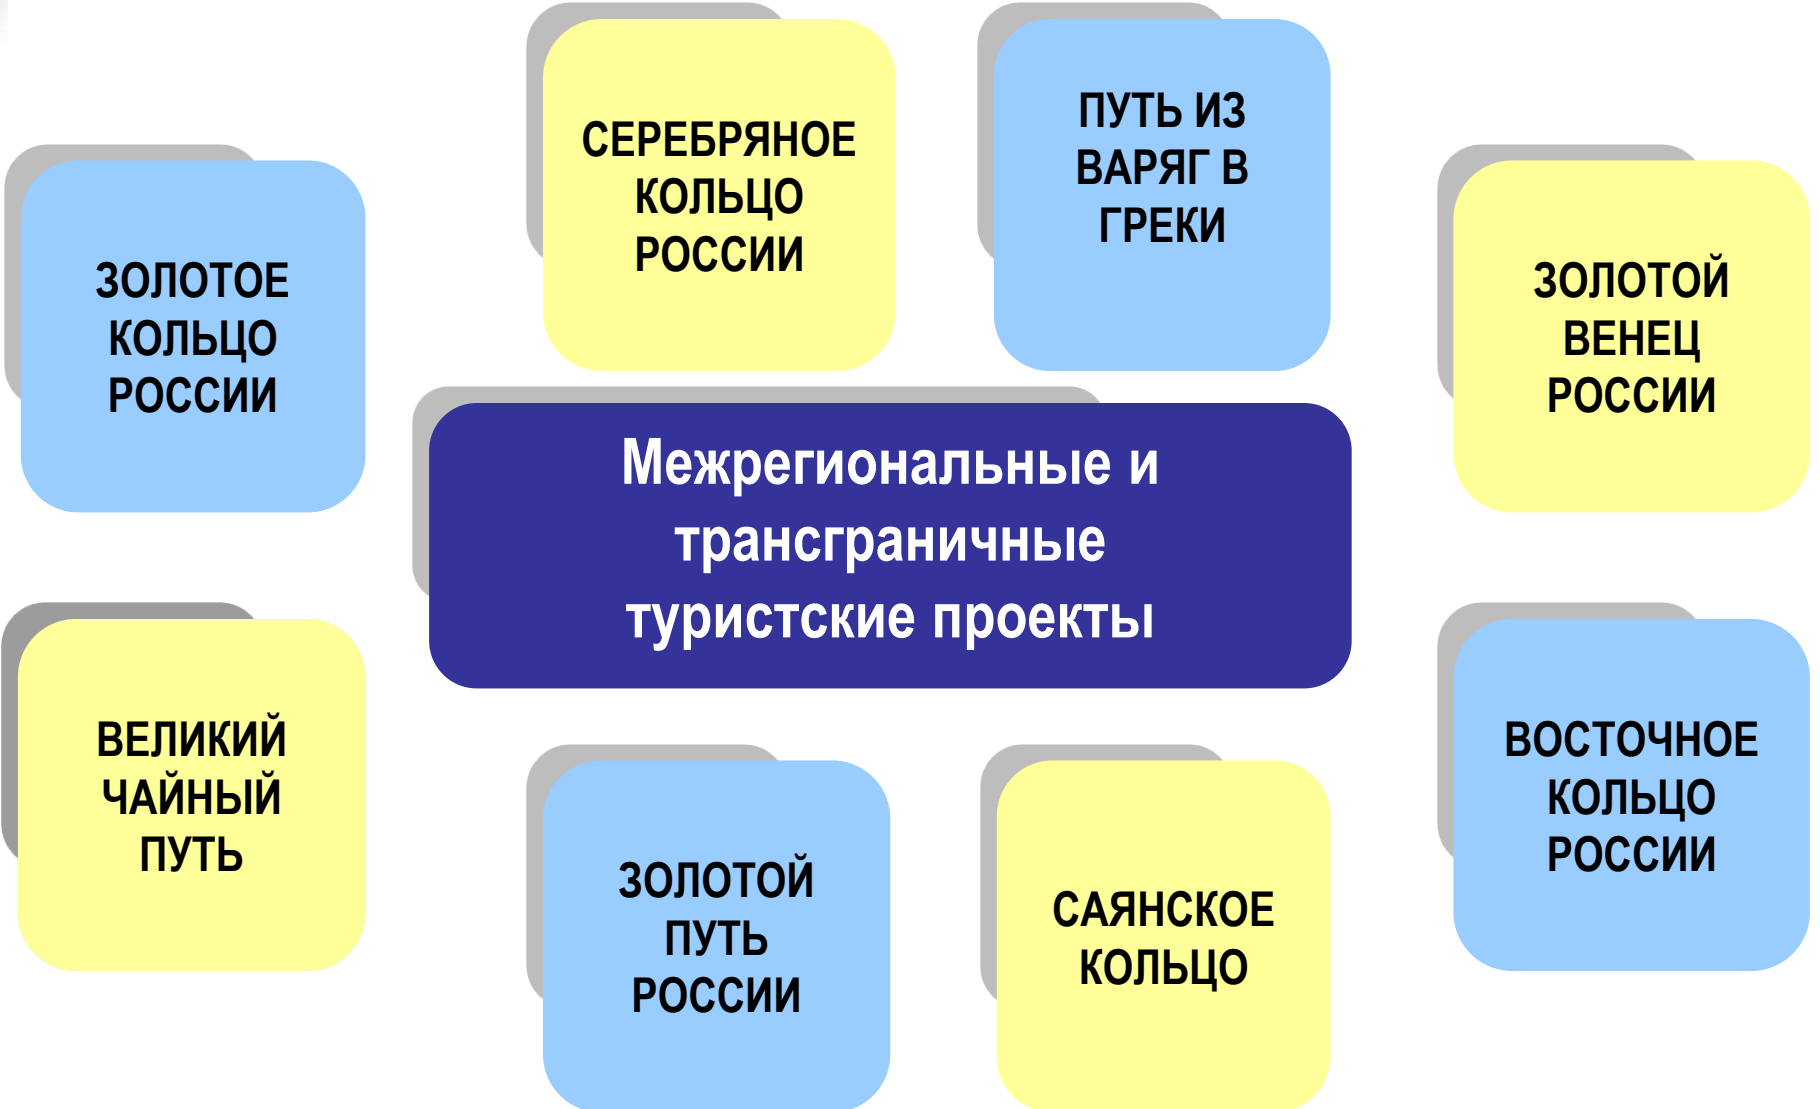 СЕРЕБРЯНОЕ
КОЛЬЦО
РОССИИ
ПУТЬ ИЗ
ВАРЯГ В
ГРЕКИ
ЗОЛОТОЕ
КОЛЬЦО
РОССИИ
ЗОЛОТОЙ
ВЕНЕЦ
РОССИИ
Межрегиональные и
трансграничные
туристские проекты
ВЕЛИКИЙ
ЧАЙНЫЙ
ПУТЬ
ЗОЛОТОЙ
ПУТЬ
РОССИИ
САЯНСКОЕ
КОЛЬЦО
ВОСТОЧНОЕ
КОЛЬЦО
РОССИИ